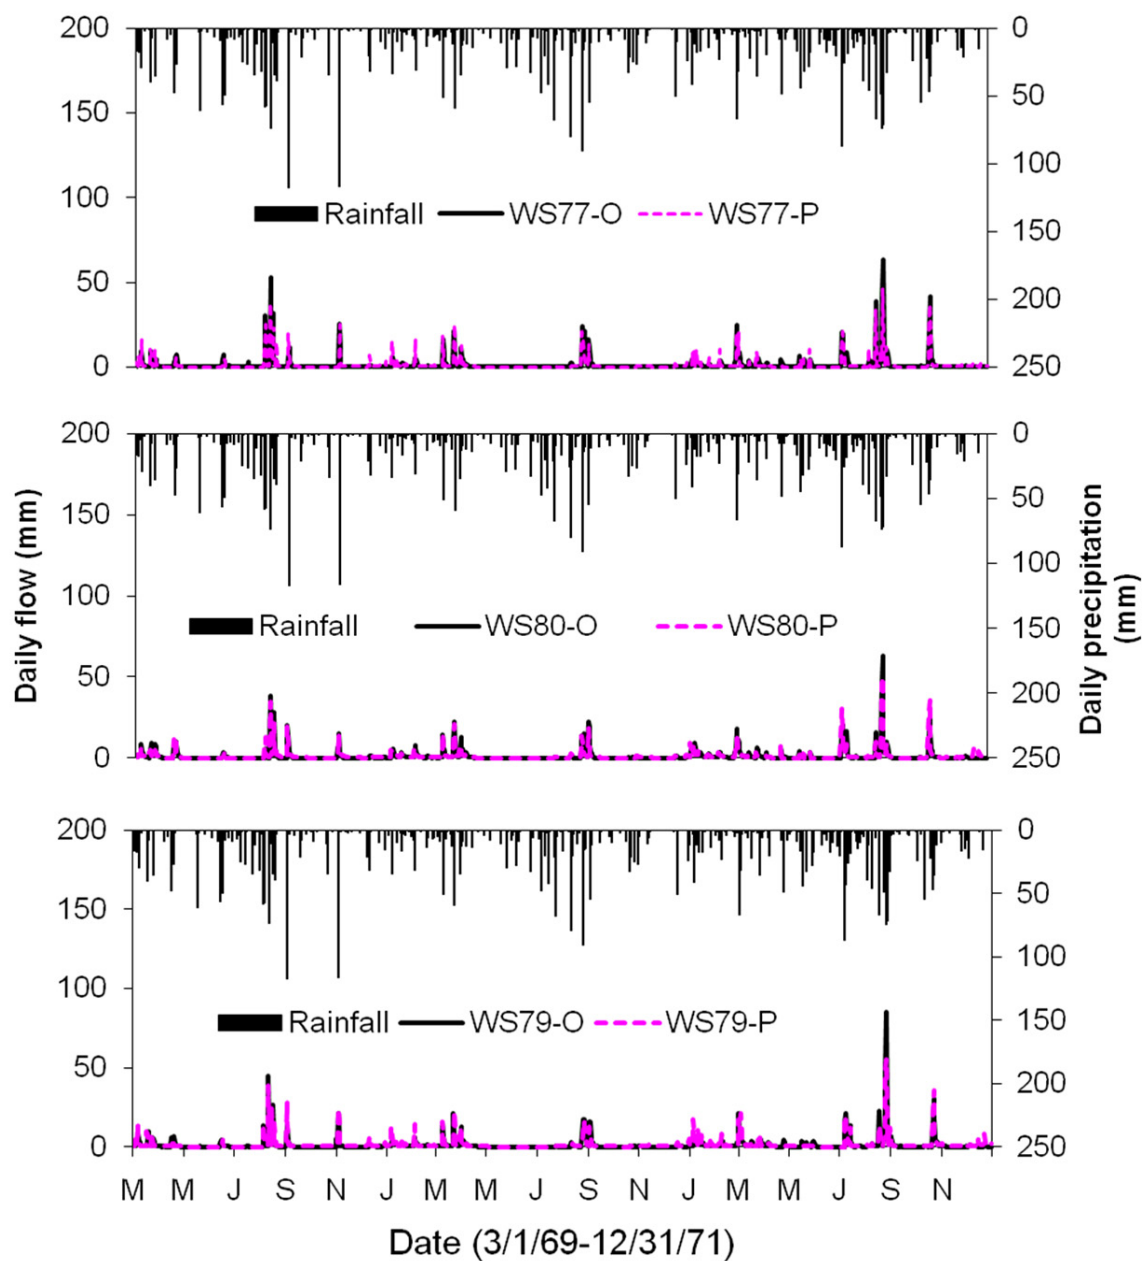 200 0
150 50
100 100
Rainfall WS77-O WS77-P
150
50 200
0 250
200 0
150 50
100 100
Rainfall WS80-O WS80-P
150
50 200
0 250
Daily flow (mm)
Daily precipitation
(mm)
200 0
150 50
100 100
Rainfall WS79-O WS79-P
150
50 200
0 250
M M J S N J M M J S N J M M J S N
Date (3/1/69-12/31/71)